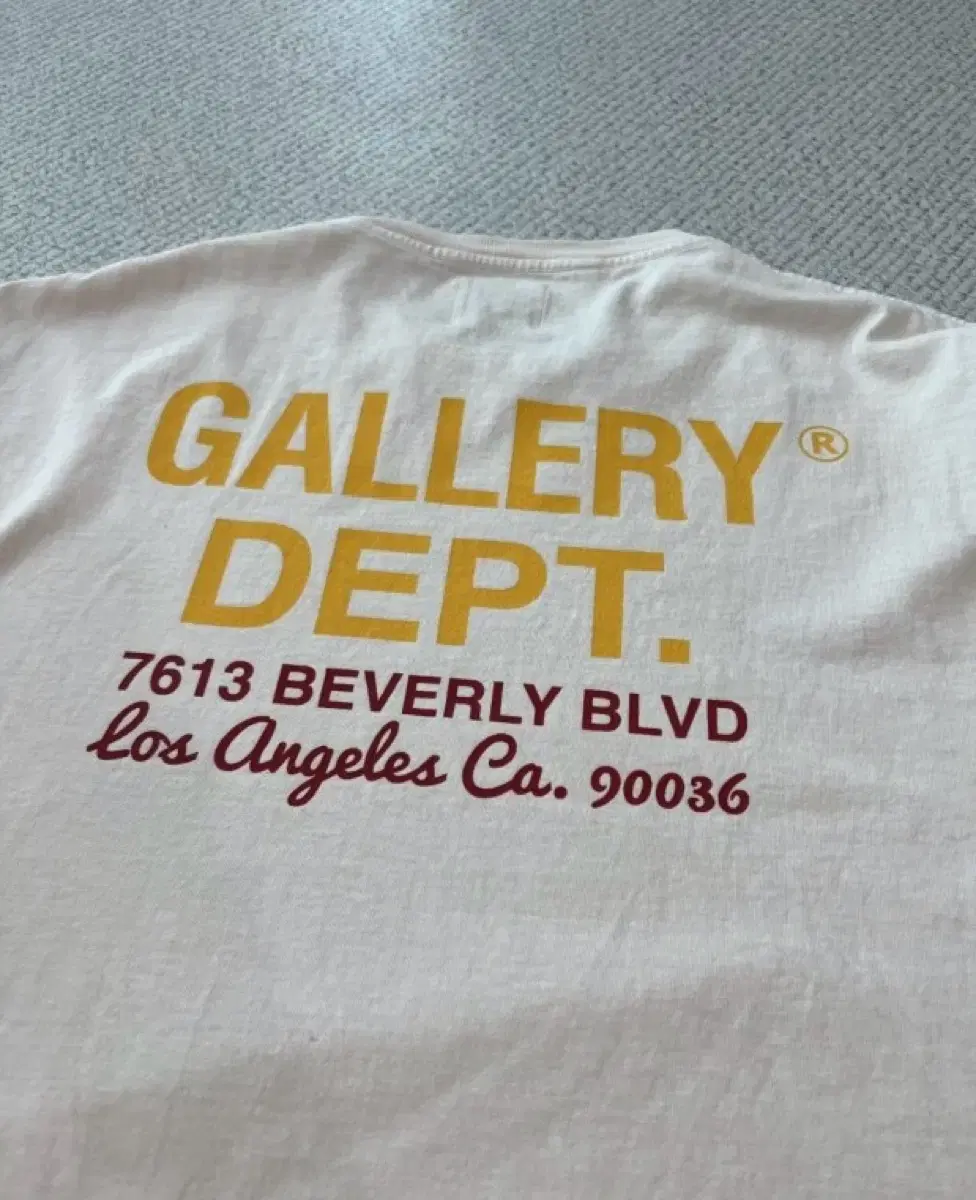 GALLERY®
DEPT.
7613 BEVERLY BLVD
Los Angeles Ca. 90036